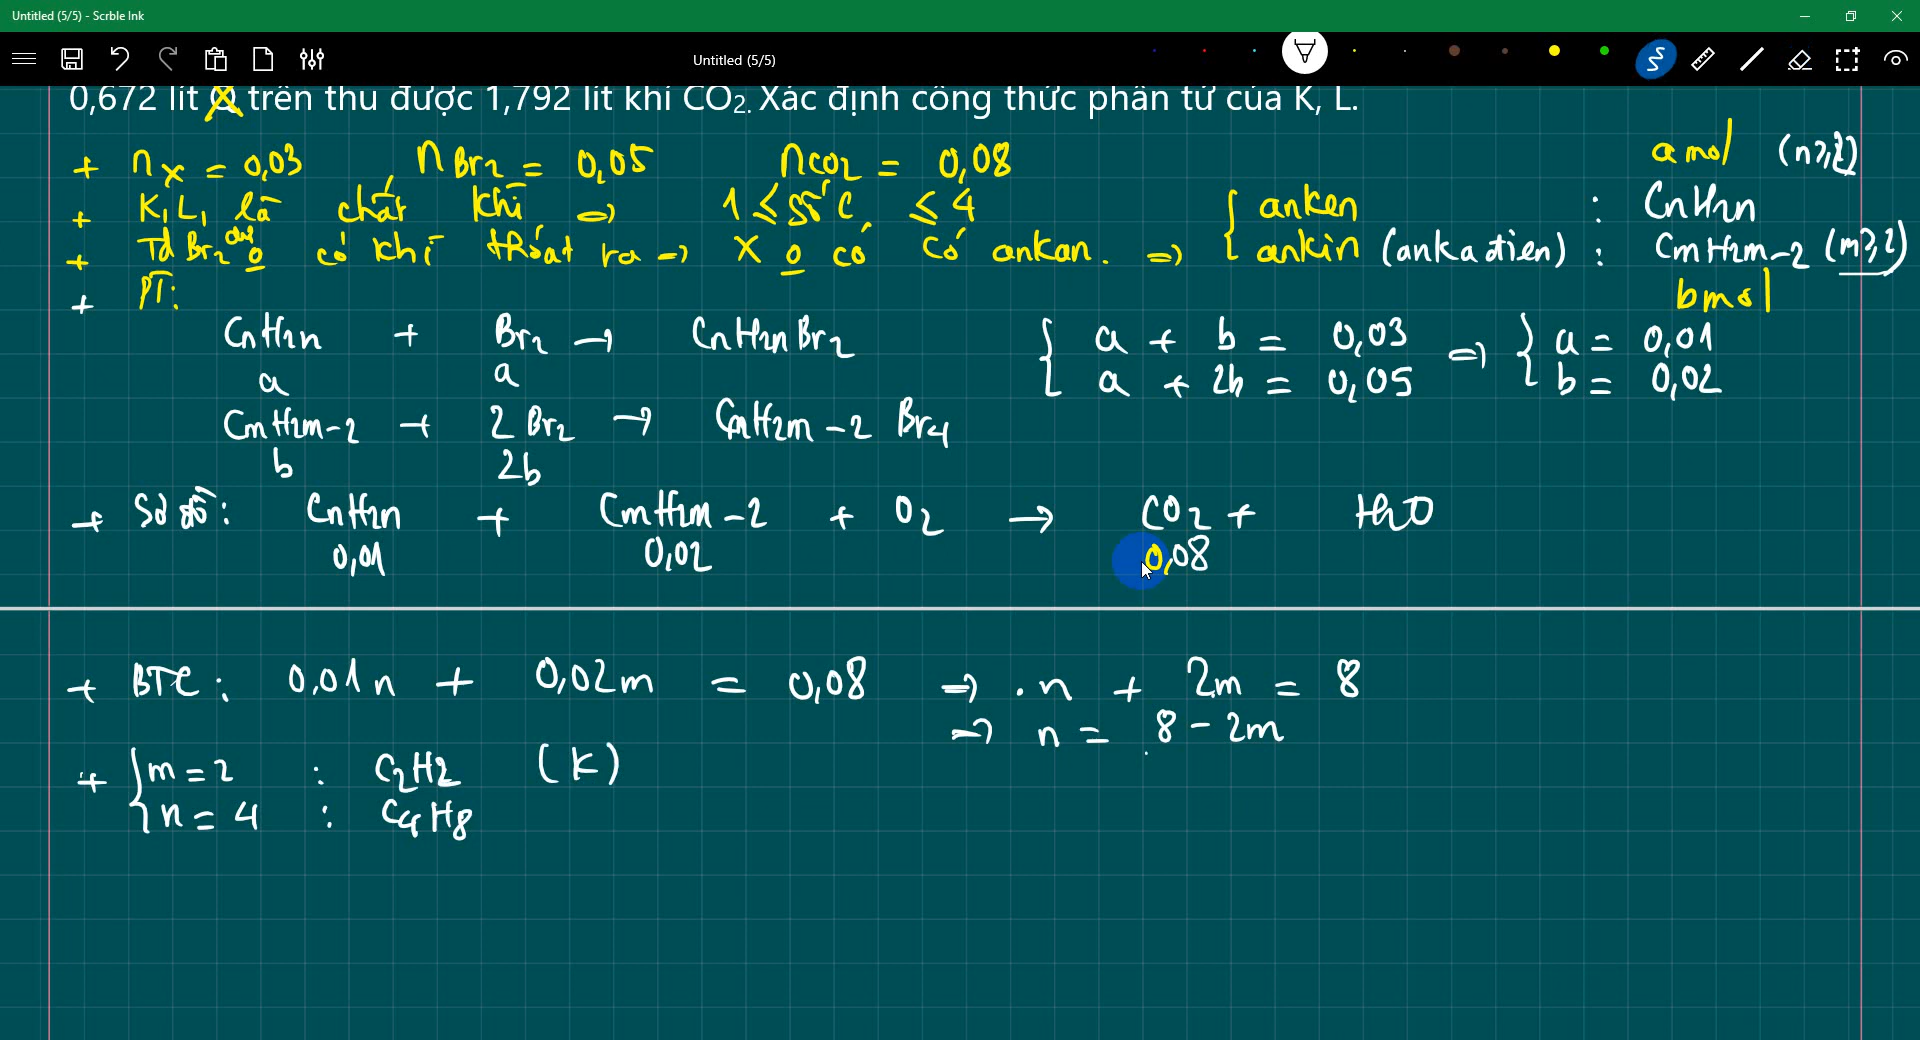 Untitled (5/5) - Scrble Ink
Untitled (5/5)
0,672 lít X trên thu được 1,792 lít khí CO2. Xác định công thức phân tử của K, L.
+ nX = 0,03 nBr2 = 0,05 nCO2 = 0,08
+ K, L, là chất khí => 1 ≤ số C ≤ 4
+ Td Br2 dư o có khí thoát ra => X o có có ankan. => { anken : CnH2n a mol (n≥2)
ankin (ankadien) : CmH2m-2 (m≥2) b mol
+ PT:
CnH2n + Br2 → CnH2nBr2
a a
CmH2m-2 + 2Br2 → CmH2m-2Br4
b 2b
{ a + b = 0,03 => { a = 0,01
a + 2b = 0,05 b = 0,02
+ Sơ đồ: CnH2n + CmH2m-2 + O2 → CO2 + H2O
0,01 0,02 0,08
+ BTC: 0,01n + 0,02m = 0,08 => n + 2m = 8
=> n = 8 - 2m
+ { m = 2 : C2H2 (K)
n = 4 : C4H8